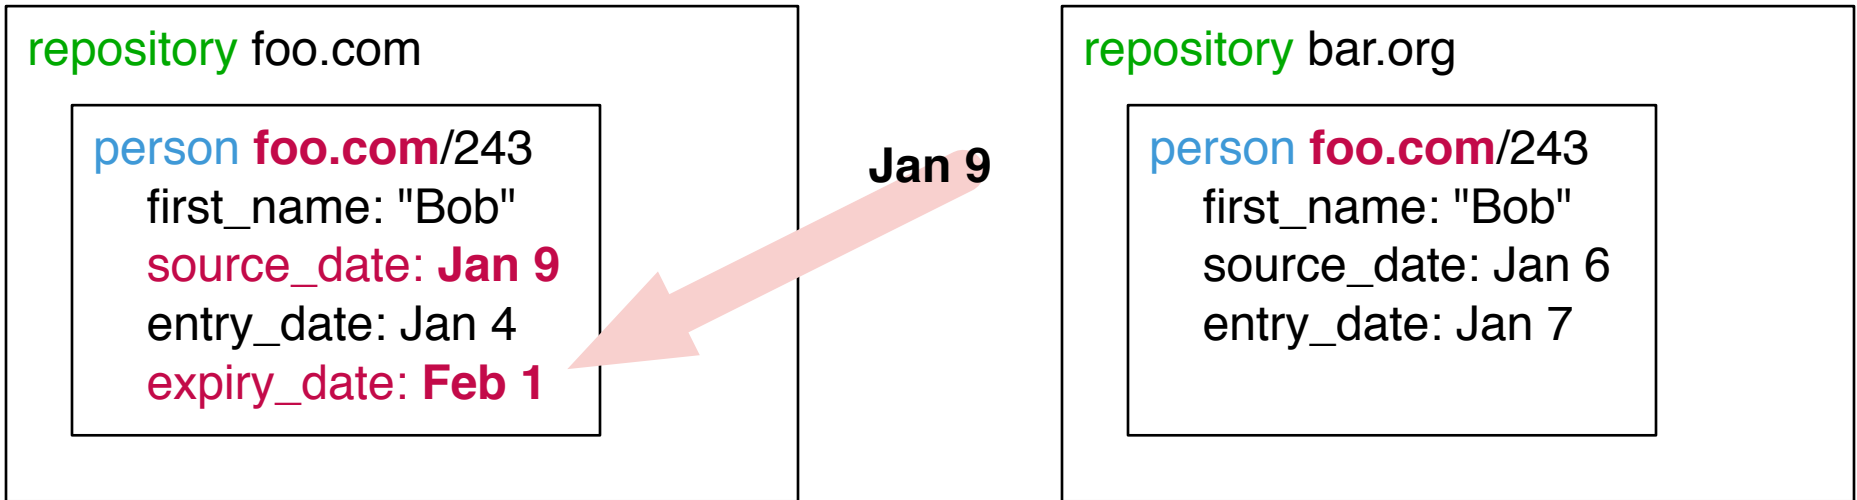 repository foo.com
person foo.com/243
first_name: "Bob"
source_date: Jan 9
entry_date: Jan 4
expiry_date: Feb 1
Jan 9
repository bar.org
person foo.com/243
first_name: "Bob"
source_date: Jan 6
entry_date: Jan 7